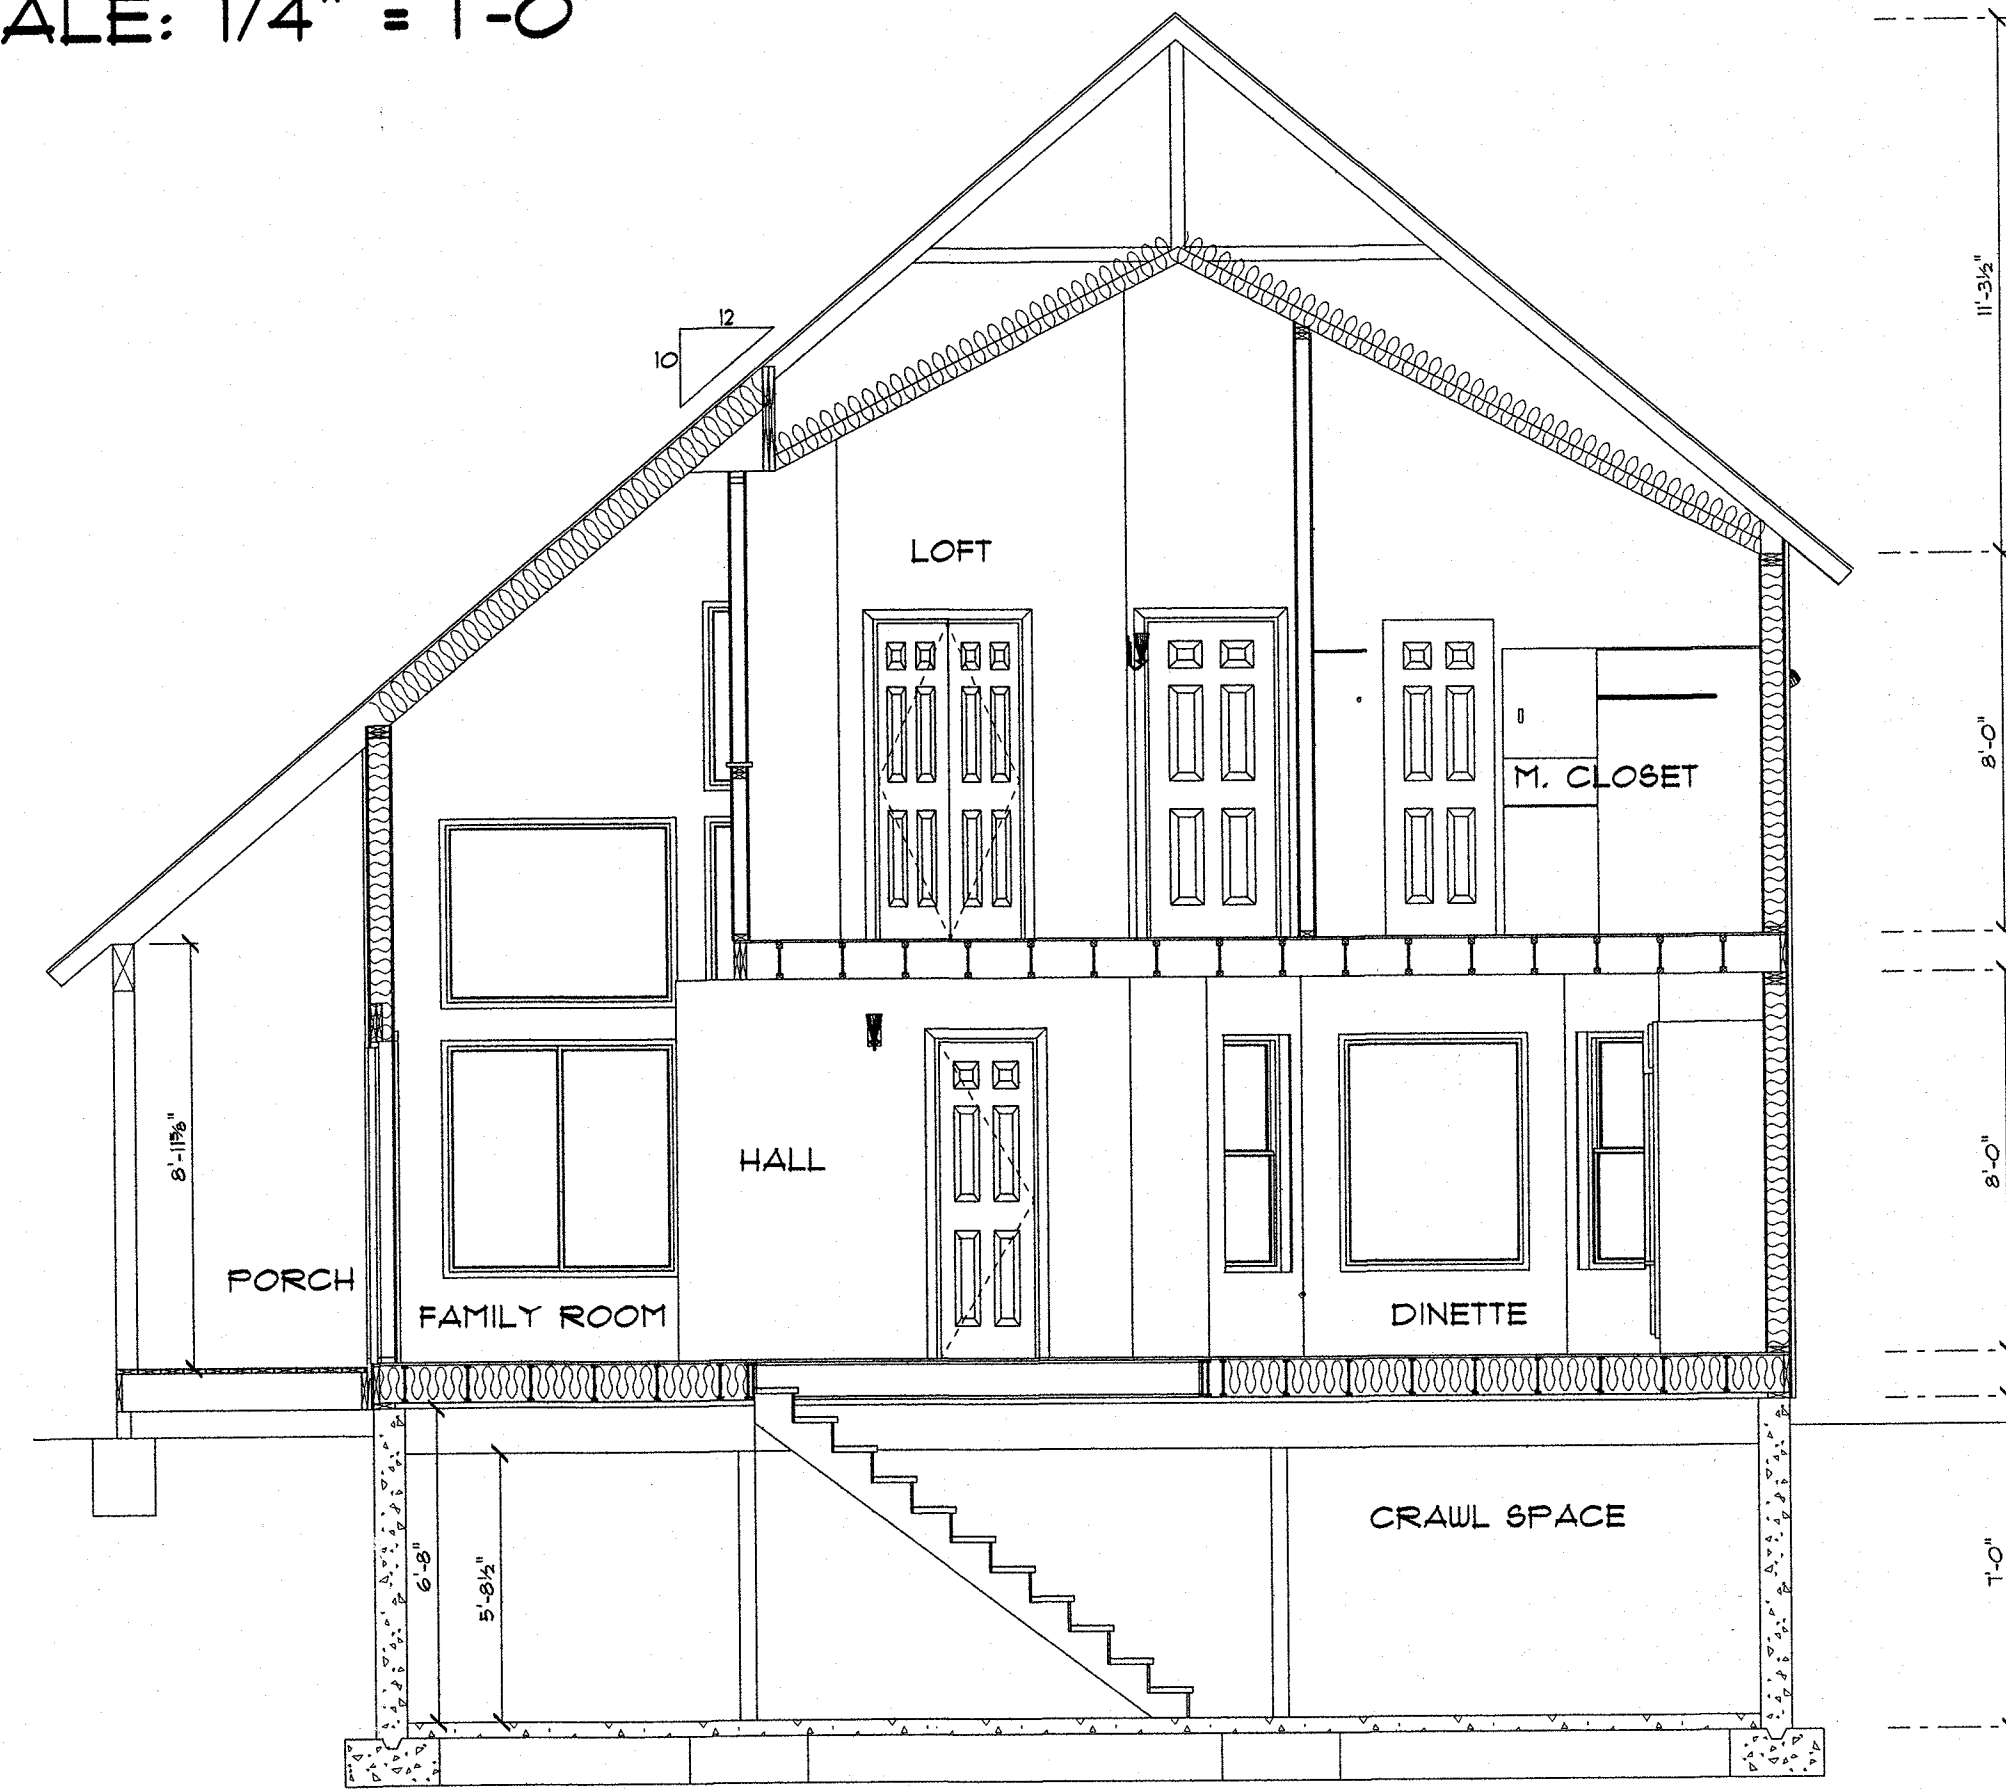 ALE: 1/4" = 1'-0"
11'-3½"
12
10
LOFT
8'-0"
M. CLOSET
8'-11⅝"
HALL
8'-0"
PORCH
FAMILY ROOM
DINETTE
CRAWL SPACE
6'-8"
5'-8½"
7'-0"